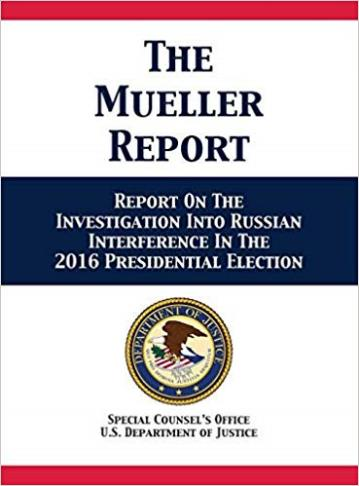 THE
MUELLER
REPORT
REPORT ON THE
INVESTIGATION INTO RUSSIAN
INTERFERENCE IN THE
2016 PRESIDENTIAL ELECTION
DEPARTMENT OF JUSTICE
SPECIAL COUNSEL'S OFFICE
U.S. DEPARTMENT OF JUSTICE